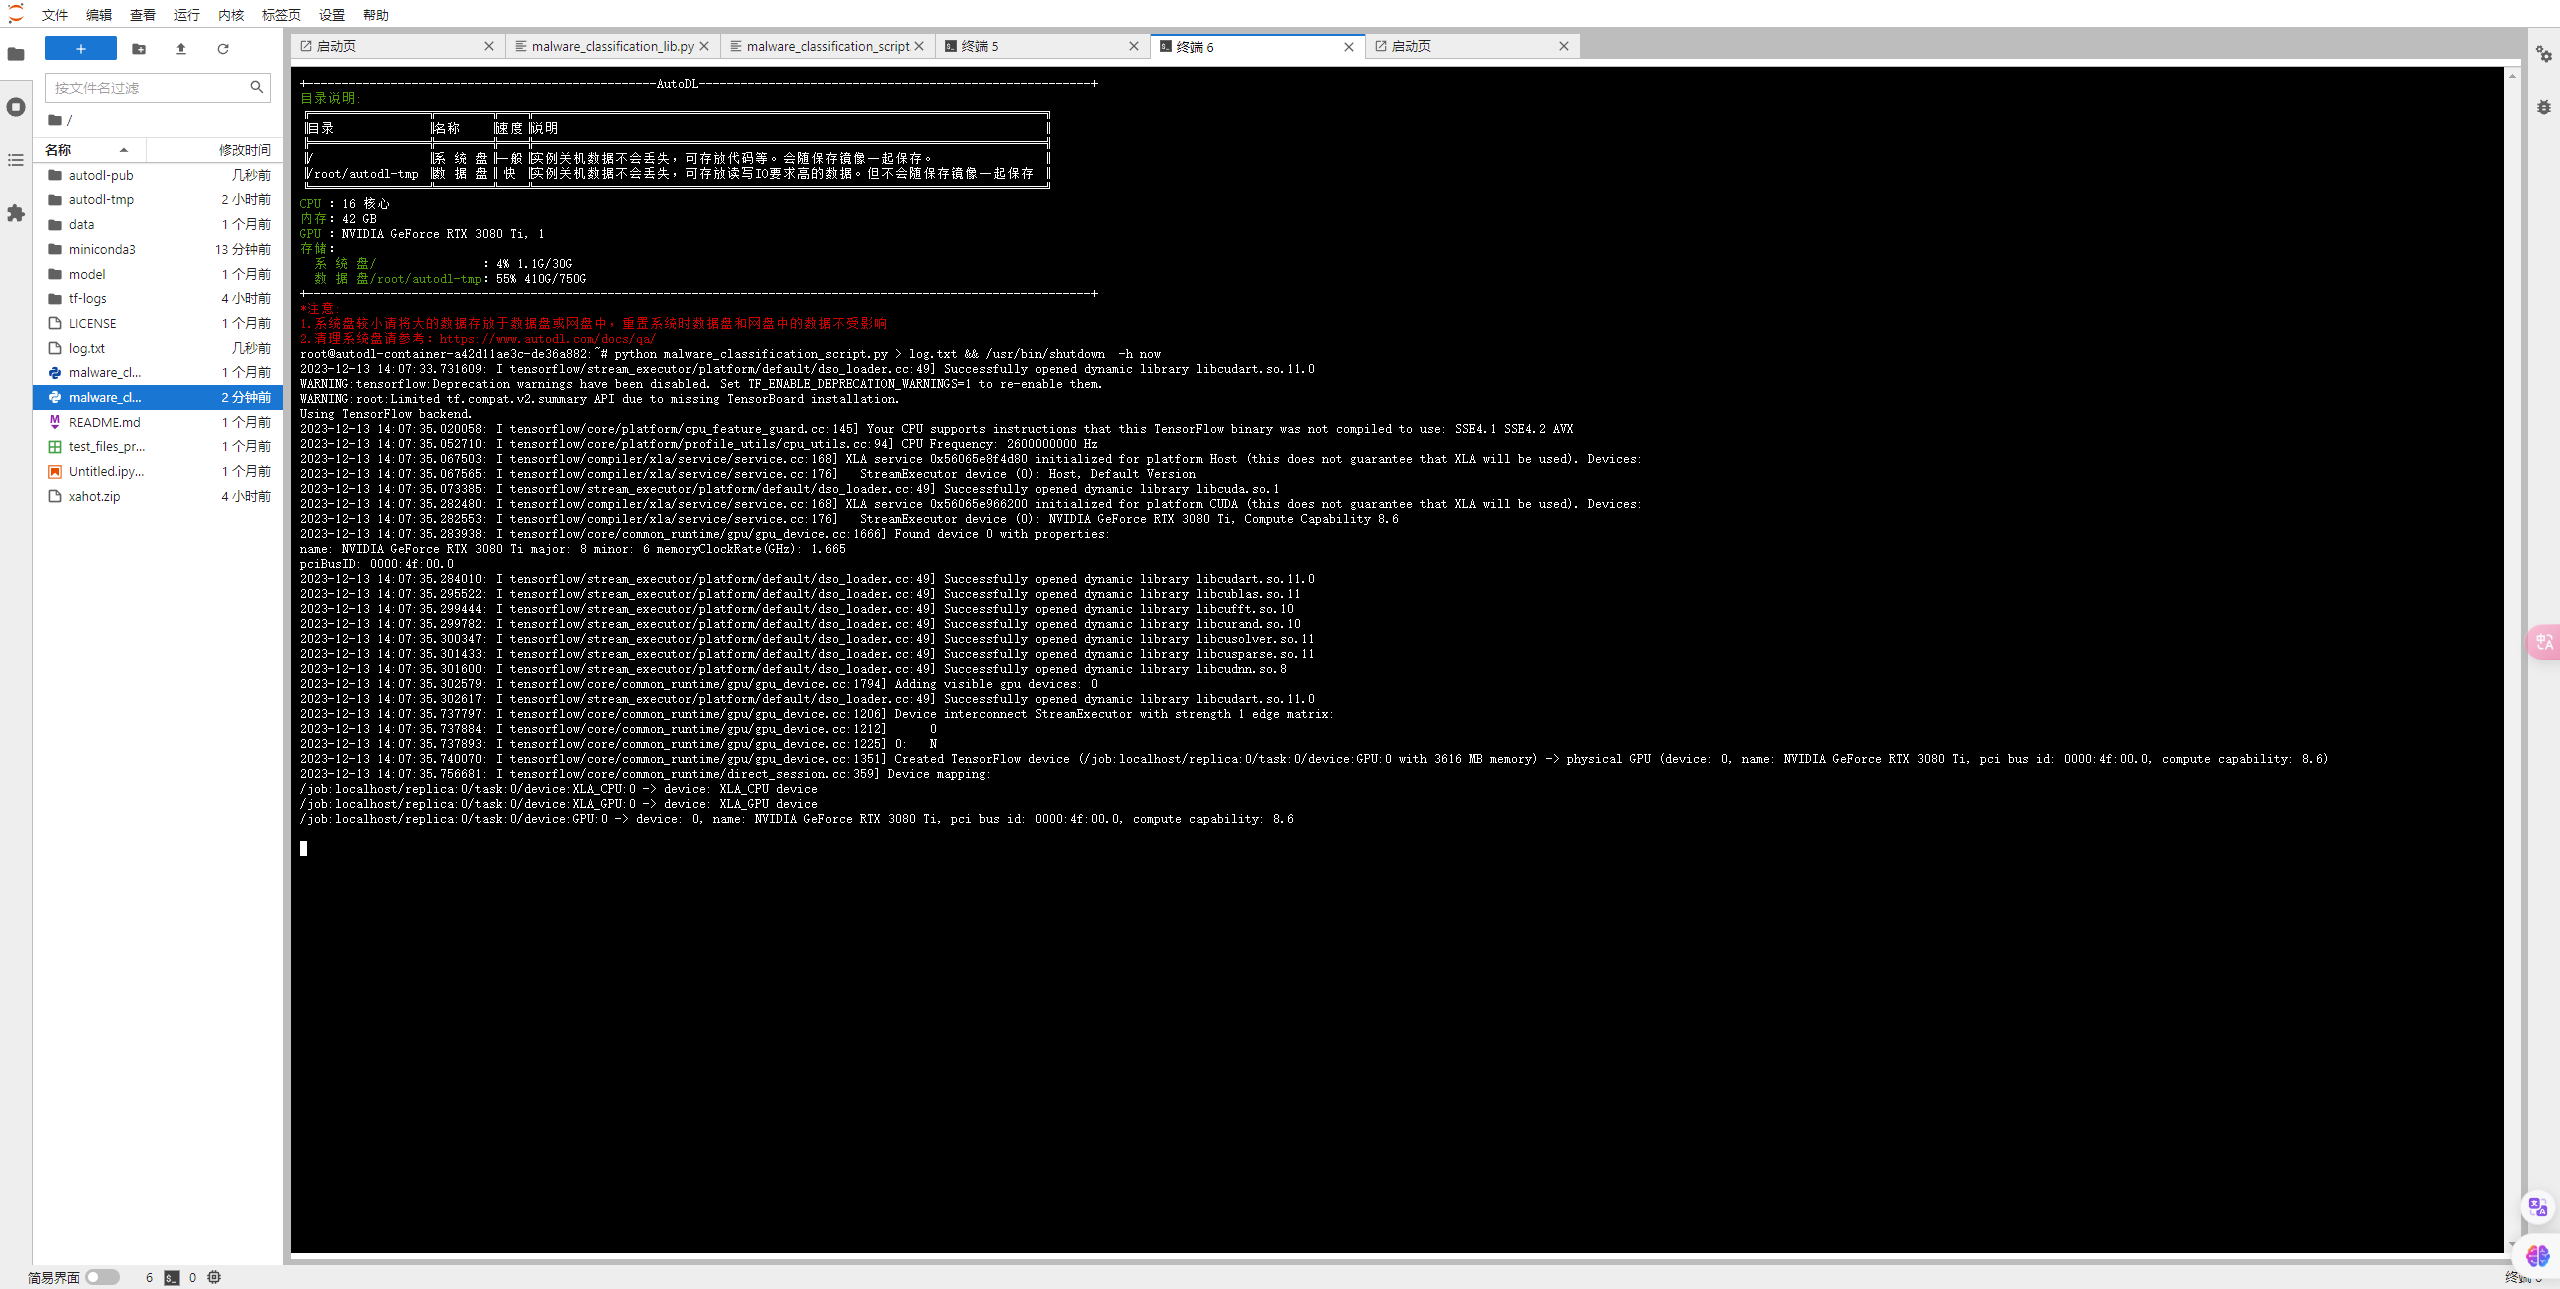 文件 编辑 查看 运行 内核 标签页 设置 帮助
+
按文件名过滤
/
名称 修改时间
autodl-pub 几秒前
autodl-tmp 2 小时前
data 1 个月前
miniconda3 13 分钟前
model 1 个月前
tf-logs 4 小时前
LICENSE 1 个月前
log.txt 几秒前
malware_cl... 1 个月前
malware_cl... 2 分钟前
README.md 1 个月前
test_files_pr... 1 个月前
Untitled.ipy... 1 个月前
xahot.zip 4 小时前
启动页 malware_classification_lib.py malware_classification_script 终端 5 终端 6 启动页
AutoDL
目录说明:
目录 名称 速度 说明
/ 系 统 盘 一般 实例关机数据不会丢失，可存放代码等。会随保存镜像一起保存。
/root/autodl-tmp 数 据 盘 快 实例关机数据不会丢失，可存放读写IO要求高的数据。但不会随保存镜像一起保存
CPU : 16 核心
内存: 42 GB
GPU : NVIDIA GeForce RTX 3080 Ti, 1
存储:
系 统 盘/ : 4% 1.1G/30G
数 据 盘/root/autodl-tmp: 55% 410G/750G
*注意:
1.系统盘较小请将大的数据存放于数据盘或网盘中，重置系统时数据盘和网盘中的数据不受影响
2.清理系统盘请参考: https://www.autodl.com/docs/qa/
root@autodl-container-a42d11ae3c-de36a882:~# python malware_classification_script.py > log.txt && /usr/bin/shutdown  -h now
2023-12-13 14:07:33.731609: I tensorflow/stream_executor/platform/default/dso_loader.cc:49] Successfully opened dynamic library libcudart.so.11.0
WARNING:tensorflow:Deprecation warnings have been disabled. Set TF_ENABLE_DEPRECATION_WARNINGS=1 to re-enable them.
WARNING:root:Limited tf.compat.v2.summary API due to missing TensorBoard installation.
Using TensorFlow backend.
2023-12-13 14:07:35.020058: I tensorflow/core/platform/cpu_feature_guard.cc:145] Your CPU supports instructions that this TensorFlow binary was not compiled to use: SSE4.1 SSE4.2 AVX
2023-12-13 14:07:35.052710: I tensorflow/core/platform/profile_utils/cpu_utils.cc:94] CPU Frequency: 2600000000 Hz
2023-12-13 14:07:35.067503: I tensorflow/compiler/xla/service/service.cc:168] XLA service 0x56065e8f4d80 initialized for platform Host (this does not guarantee that XLA will be used). Devices:
2023-12-13 14:07:35.067565: I tensorflow/compiler/xla/service/service.cc:176]   StreamExecutor device (0): Host, Default Version
2023-12-13 14:07:35.073385: I tensorflow/stream_executor/platform/default/dso_loader.cc:49] Successfully opened dynamic library libcuda.so.1
2023-12-13 14:07:35.282480: I tensorflow/compiler/xla/service/service.cc:168] XLA service 0x56065e966200 initialized for platform CUDA (this does not guarantee that XLA will be used). Devices:
2023-12-13 14:07:35.282553: I tensorflow/compiler/xla/service/service.cc:176]   StreamExecutor device (0): NVIDIA GeForce RTX 3080 Ti, Compute Capability 8.6
2023-12-13 14:07:35.283938: I tensorflow/core/common_runtime/gpu/gpu_device.cc:1666] Found device 0 with properties:
name: NVIDIA GeForce RTX 3080 Ti major: 8 minor: 6 memoryClockRate(GHz): 1.665
pciBusID: 0000:4f:00.0
2023-12-13 14:07:35.284010: I tensorflow/stream_executor/platform/default/dso_loader.cc:49] Successfully opened dynamic library libcudart.so.11.0
2023-12-13 14:07:35.295522: I tensorflow/stream_executor/platform/default/dso_loader.cc:49] Successfully opened dynamic library libcublas.so.11
2023-12-13 14:07:35.299444: I tensorflow/stream_executor/platform/default/dso_loader.cc:49] Successfully opened dynamic library libcufft.so.10
2023-12-13 14:07:35.299782: I tensorflow/stream_executor/platform/default/dso_loader.cc:49] Successfully opened dynamic library libcurand.so.10
2023-12-13 14:07:35.300347: I tensorflow/stream_executor/platform/default/dso_loader.cc:49] Successfully opened dynamic library libcusolver.so.11
2023-12-13 14:07:35.301433: I tensorflow/stream_executor/platform/default/dso_loader.cc:49] Successfully opened dynamic library libcusparse.so.11
2023-12-13 14:07:35.301600: I tensorflow/stream_executor/platform/default/dso_loader.cc:49] Successfully opened dynamic library libcudnn.so.8
2023-12-13 14:07:35.302579: I tensorflow/core/common_runtime/gpu/gpu_device.cc:1794] Adding visible gpu devices: 0
2023-12-13 14:07:35.302617: I tensorflow/stream_executor/platform/default/dso_loader.cc:49] Successfully opened dynamic library libcudart.so.11.0
2023-12-13 14:07:35.737797: I tensorflow/core/common_runtime/gpu/gpu_device.cc:1206] Device interconnect StreamExecutor with strength 1 edge matrix:
2023-12-13 14:07:35.737884: I tensorflow/core/common_runtime/gpu/gpu_device.cc:1212]      0
2023-12-13 14:07:35.737893: I tensorflow/core/common_runtime/gpu/gpu_device.cc:1225] 0:   N
2023-12-13 14:07:35.740070: I tensorflow/core/common_runtime/gpu/gpu_device.cc:1351] Created TensorFlow device (/job:localhost/replica:0/task:0/device:GPU:0 with 3616 MB memory) -> physical GPU (device: 0, name: NVIDIA GeForce RTX 3080 Ti, pci bus id: 0000:4f:00.0, compute capability: 8.6)
2023-12-13 14:07:35.756681: I tensorflow/core/common_runtime/direct_session.cc:359] Device mapping:
/job:localhost/replica:0/task:0/device:XLA_CPU:0 -> device: XLA_CPU device
/job:localhost/replica:0/task:0/device:XLA_GPU:0 -> device: XLA_GPU device
/job:localhost/replica:0/task:0/device:GPU:0 -> device: 0, name: NVIDIA GeForce RTX 3080 Ti, pci bus id: 0000:4f:00.0, compute capability: 8.6
简易界面 6 0